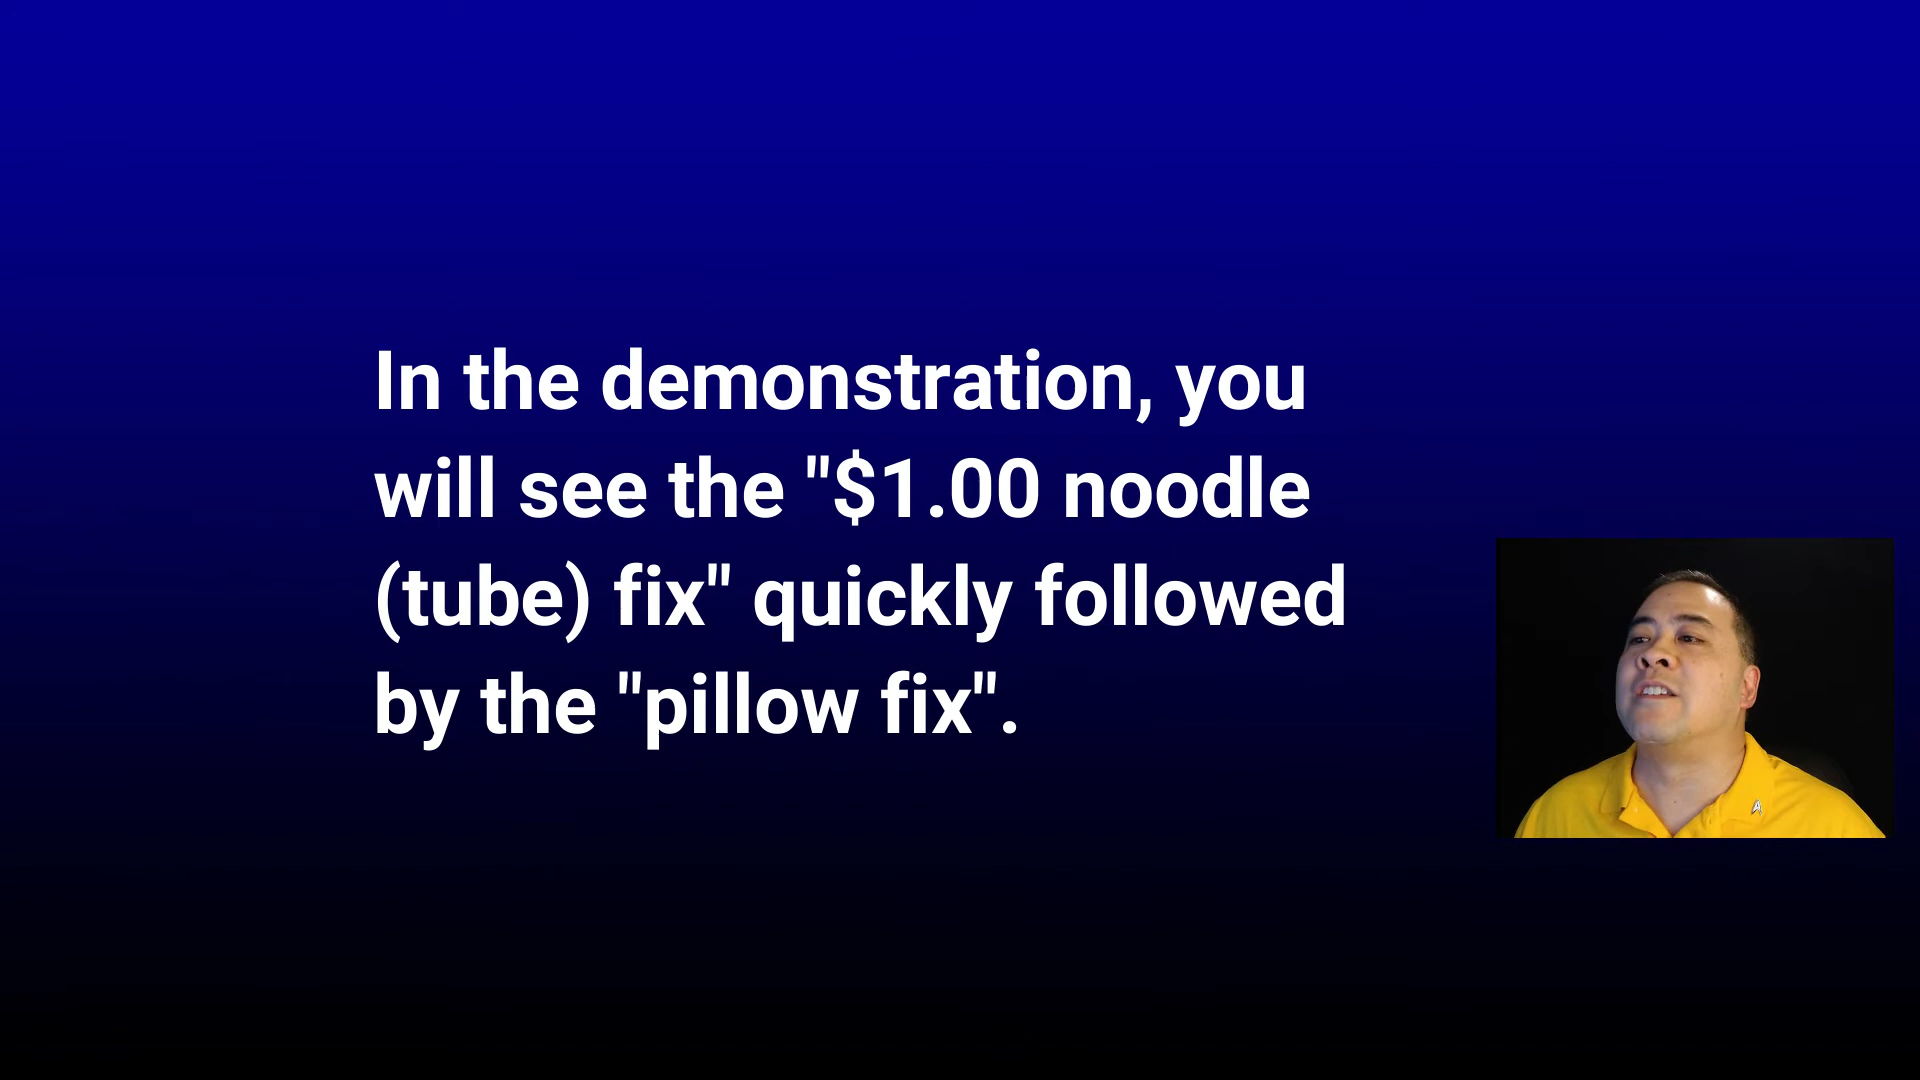 In the demonstration, you
will see the "$1.00 noodle
(tube) fix" quickly followed
by the "pillow fix".